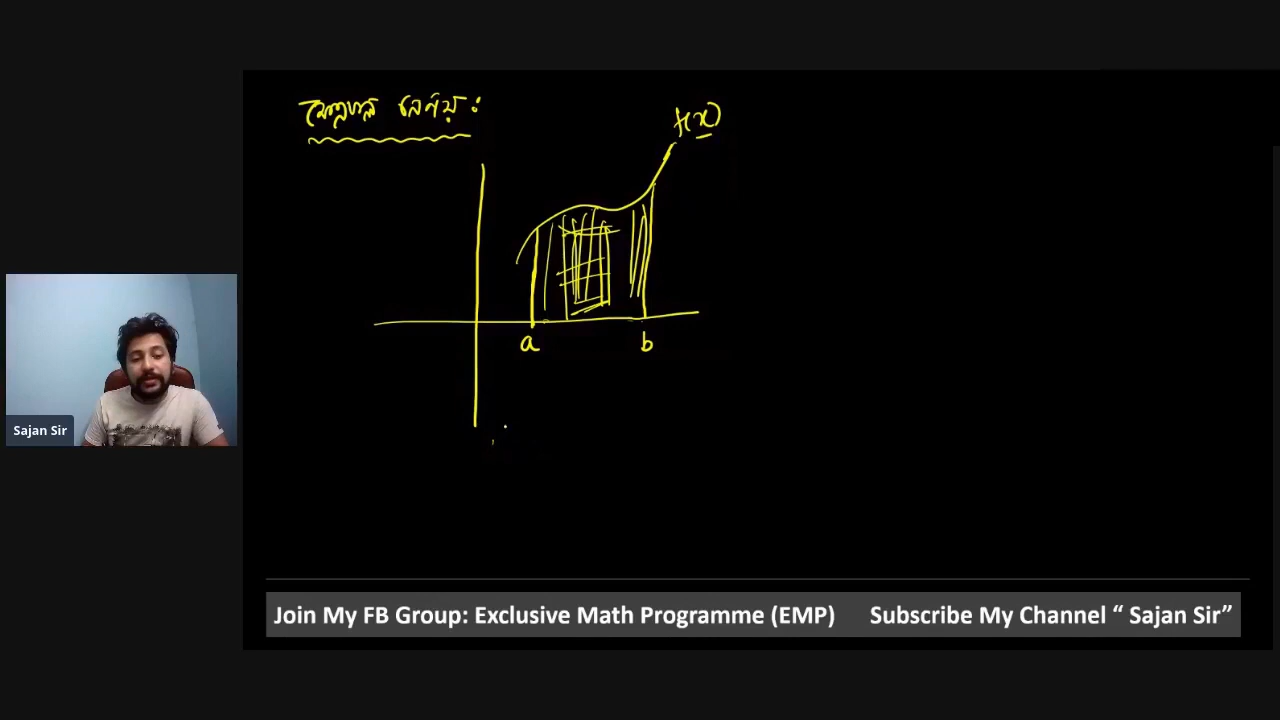 ক্ষেত্রফল নির্ণয়:
f(x)
a b
Sajan Sir
Join My FB Group: Exclusive Math Programme (EMP) Subscribe My Channel “ Sajan Sir”